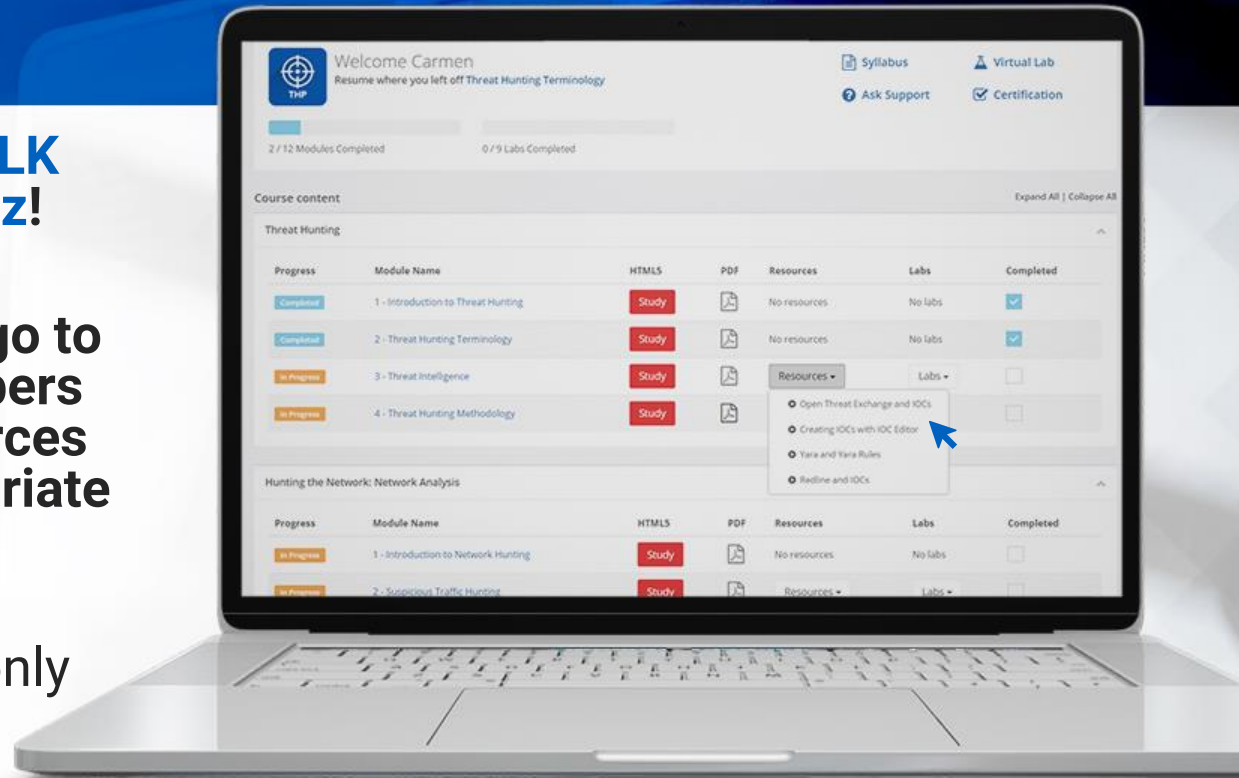 LK
z!
go to
bers
rces
riate
nly
THP
Welcome Carmen
Resume where you left off Threat Hunting Terminology
Syllabus
Virtual Lab
Ask Support
Certification
2 / 12 Modules Completed
0 / 9 Labs Completed
Course content
Expand All | Collapse All
Threat Hunting
Progress Module Name HTML5 PDF Resources Labs Completed
Completed 1 - Introduction to Threat Hunting Study No resources No labs
Completed 2 - Threat Hunting Terminology Study No resources No labs
In Progress 3 - Threat Intelligence Study Resources Labs
In Progress 4 - Threat Hunting Methodology Study
Open Threat Exchange and IOCs
Creating IOCs with IOC Editor
Yara and Yara Rules
Redline and IOCs
Hunting the Network: Network Analysis
Progress Module Name HTML5 PDF Resources Labs Completed
In Progress 1 - Introduction to Network Hunting Study No resources No labs
In Progress 2 - Suspicious Traffic Hunting Study Resources Labs